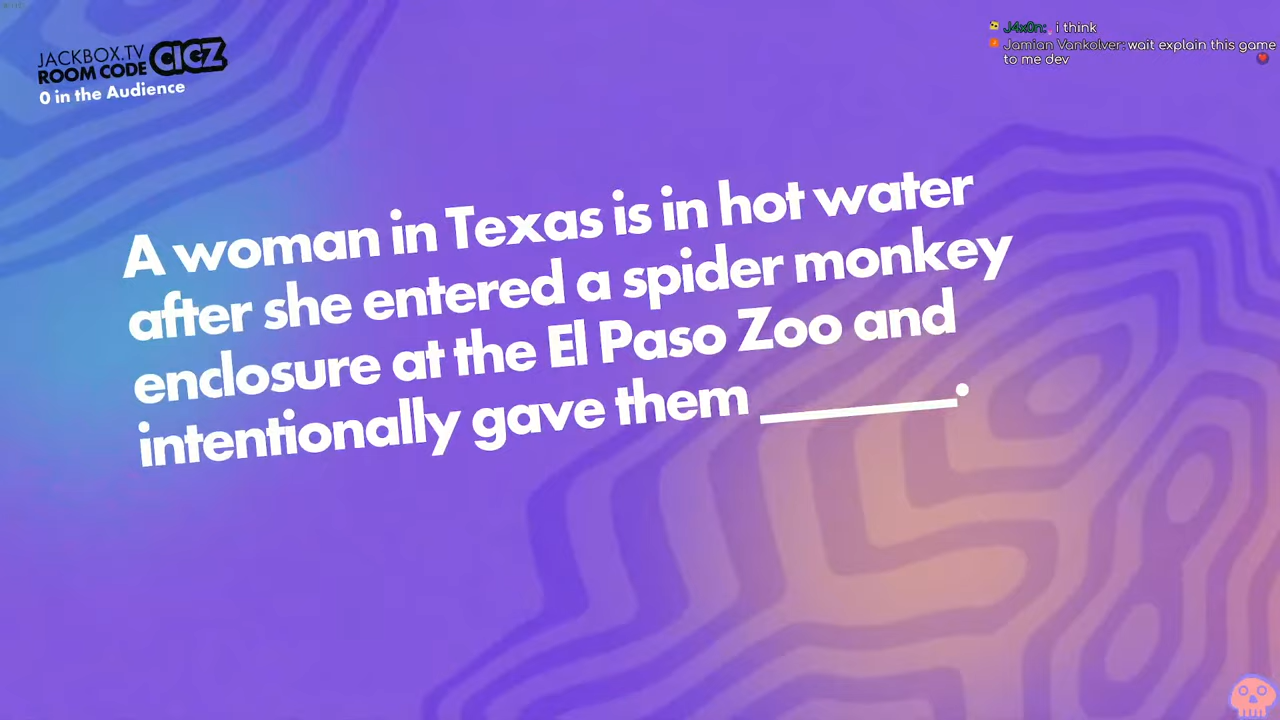 JACKBOX.TV
ROOM CODE CIGZ
0 in the Audience
J4x0n: i think
Jamian Vankolver: wait explain this game
to me dev
A woman in Texas is in hot water
after she entered a spider monkey
enclosure at the El Paso Zoo and
intentionally gave them ________.